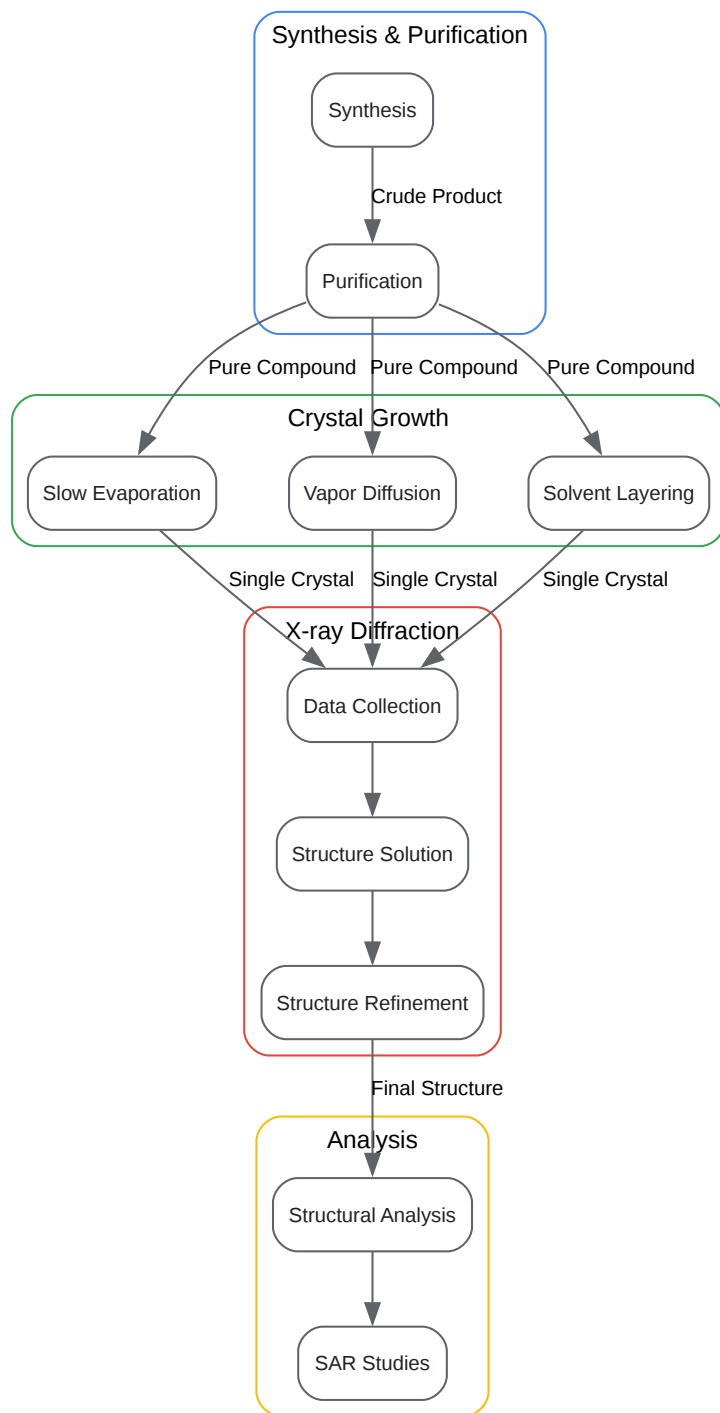 Synthesis & Purification
Synthesis
Crude Product
Purification
Pure Compound
Pure Compound
Pure Compound
Crystal Growth
Slow Evaporation
Vapor Diffusion
Solvent Layering
Single Crystal
Single Crystal
Single Crystal
X-ray Diffraction
Data Collection
Structure Solution
Structure Refinement
Final Structure
Analysis
Structural Analysis
SAR Studies